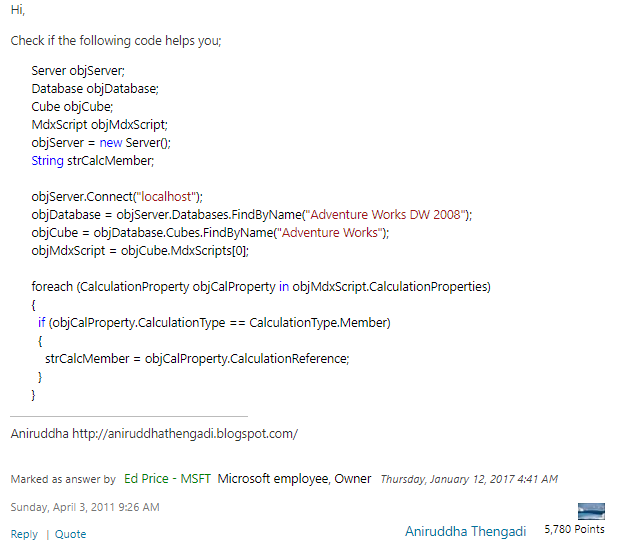 Hi,
Check if the following code helps you;
Server objServer;
Database objDatabase;
Cube objCube;
MdxScript objMdxScript;
objServer = new Server();
String strCalcMember;
objServer.Connect("localhost");
objDatabase = objServer.Databases.FindByName("Adventure Works DW 2008");
objCube = objDatabase.Cubes.FindByName("Adventure Works");
objMdxScript = objCube.MdxScripts[0];
foreach (CalculationProperty objCalProperty in objMdxScript.CalculationProperties)
{
if (objCalProperty.CalculationType == CalculationType.Member)
{
strCalcMember = objCalProperty.CalculationReference;
}
}
Aniruddha http://aniruddhathengadi.blogspot.com/
Marked as answer by Ed Price - MSFT Microsoft employee, Owner Thursday, January 12, 2017 4:41 AM
Sunday, April 3, 2011 9:26 AM
Reply | Quote
Aniruddha Thengadi 5,780 Points